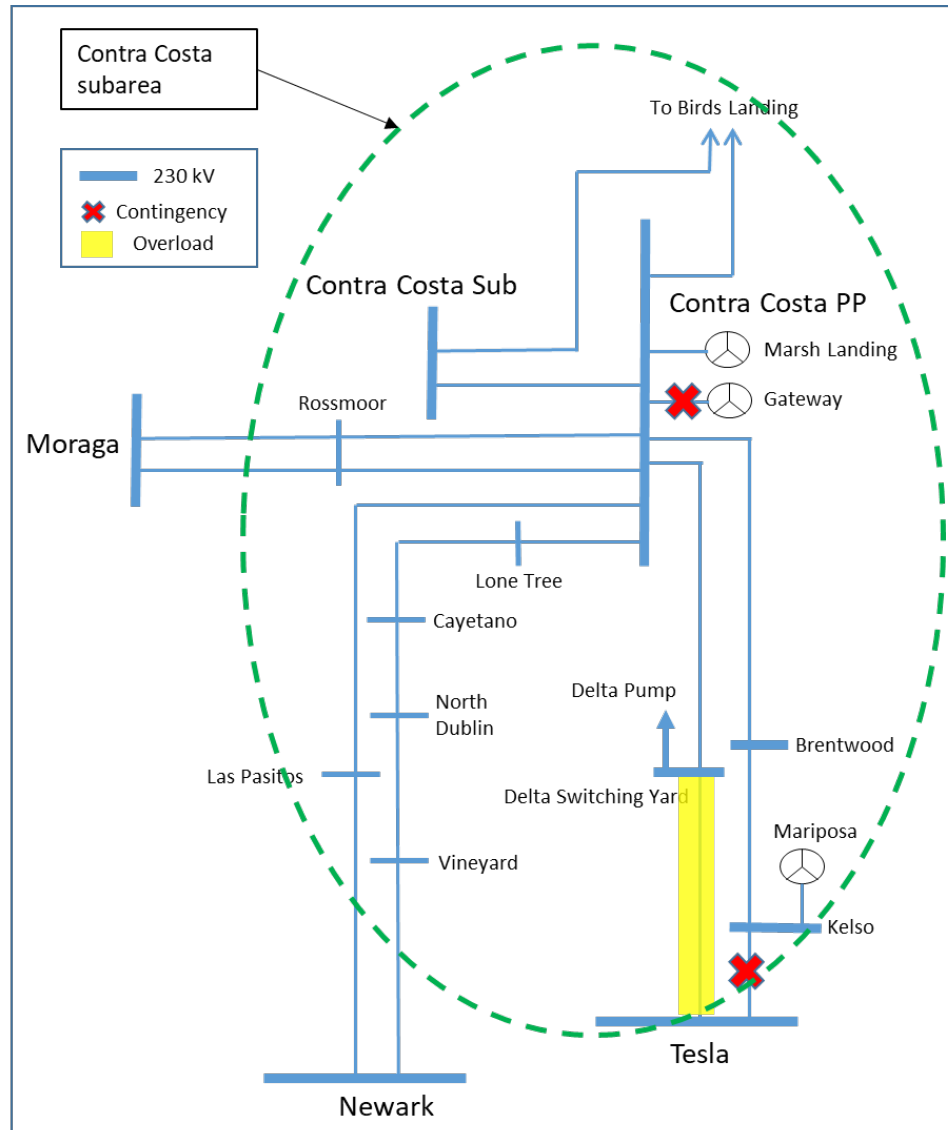 Contra Costa
subarea
To Birds Landing
230 kV
Contingency
Overload
Contra Costa Sub
Contra Costa PP
Marsh Landing
Gateway
Rossmoor
Moraga
Lone Tree
Cayetano
Delta Pump
North
Dublin
Brentwood
Las Pasitos
Delta Switching Yard
Mariposa
Vineyard
Kelso
Tesla
Newark